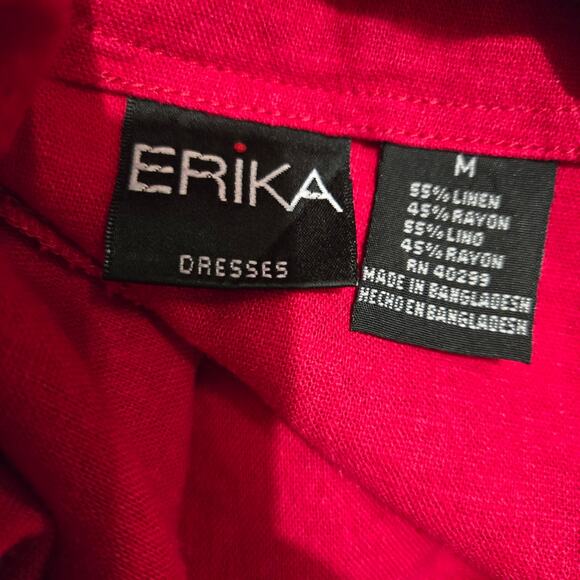 ERiKA
DRESSES
M
55% LINEN
45% RAYON
55% LINO
45% RAYON
RN 40299
MADE IN BANGLADESH
HECHO EN BANGLADESH